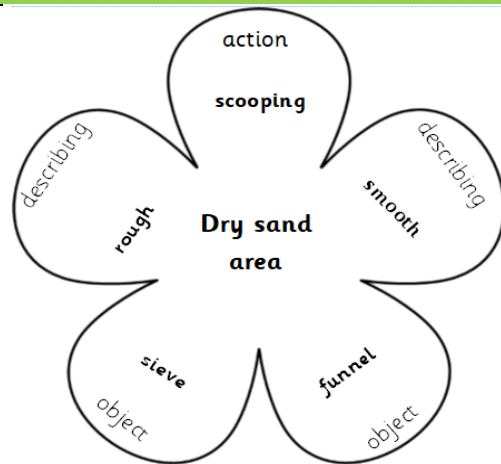 action
scooping
describing
rough
describing
smooth
Dry sand
area
sieve
object
funnel
object